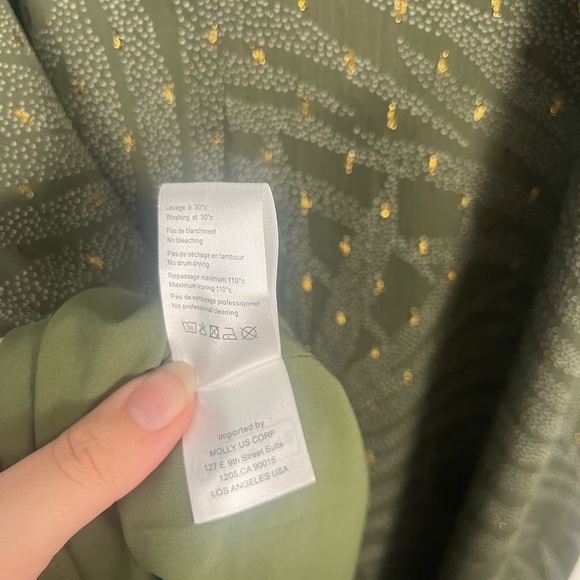 Lavage à 30°c
Washing at 30°c
Pas de blanchiment
No bleaching
Pas de séchage en tambour
No drum drying
Repassage maximum 110°c
Maximum ironing 110°c
Pas de nettoyage professionnel
No professional cleaning
imported by
MOLLY US CORP
127 E 9th Street Suite
1205, CA 90015
LOS ANGELES USA